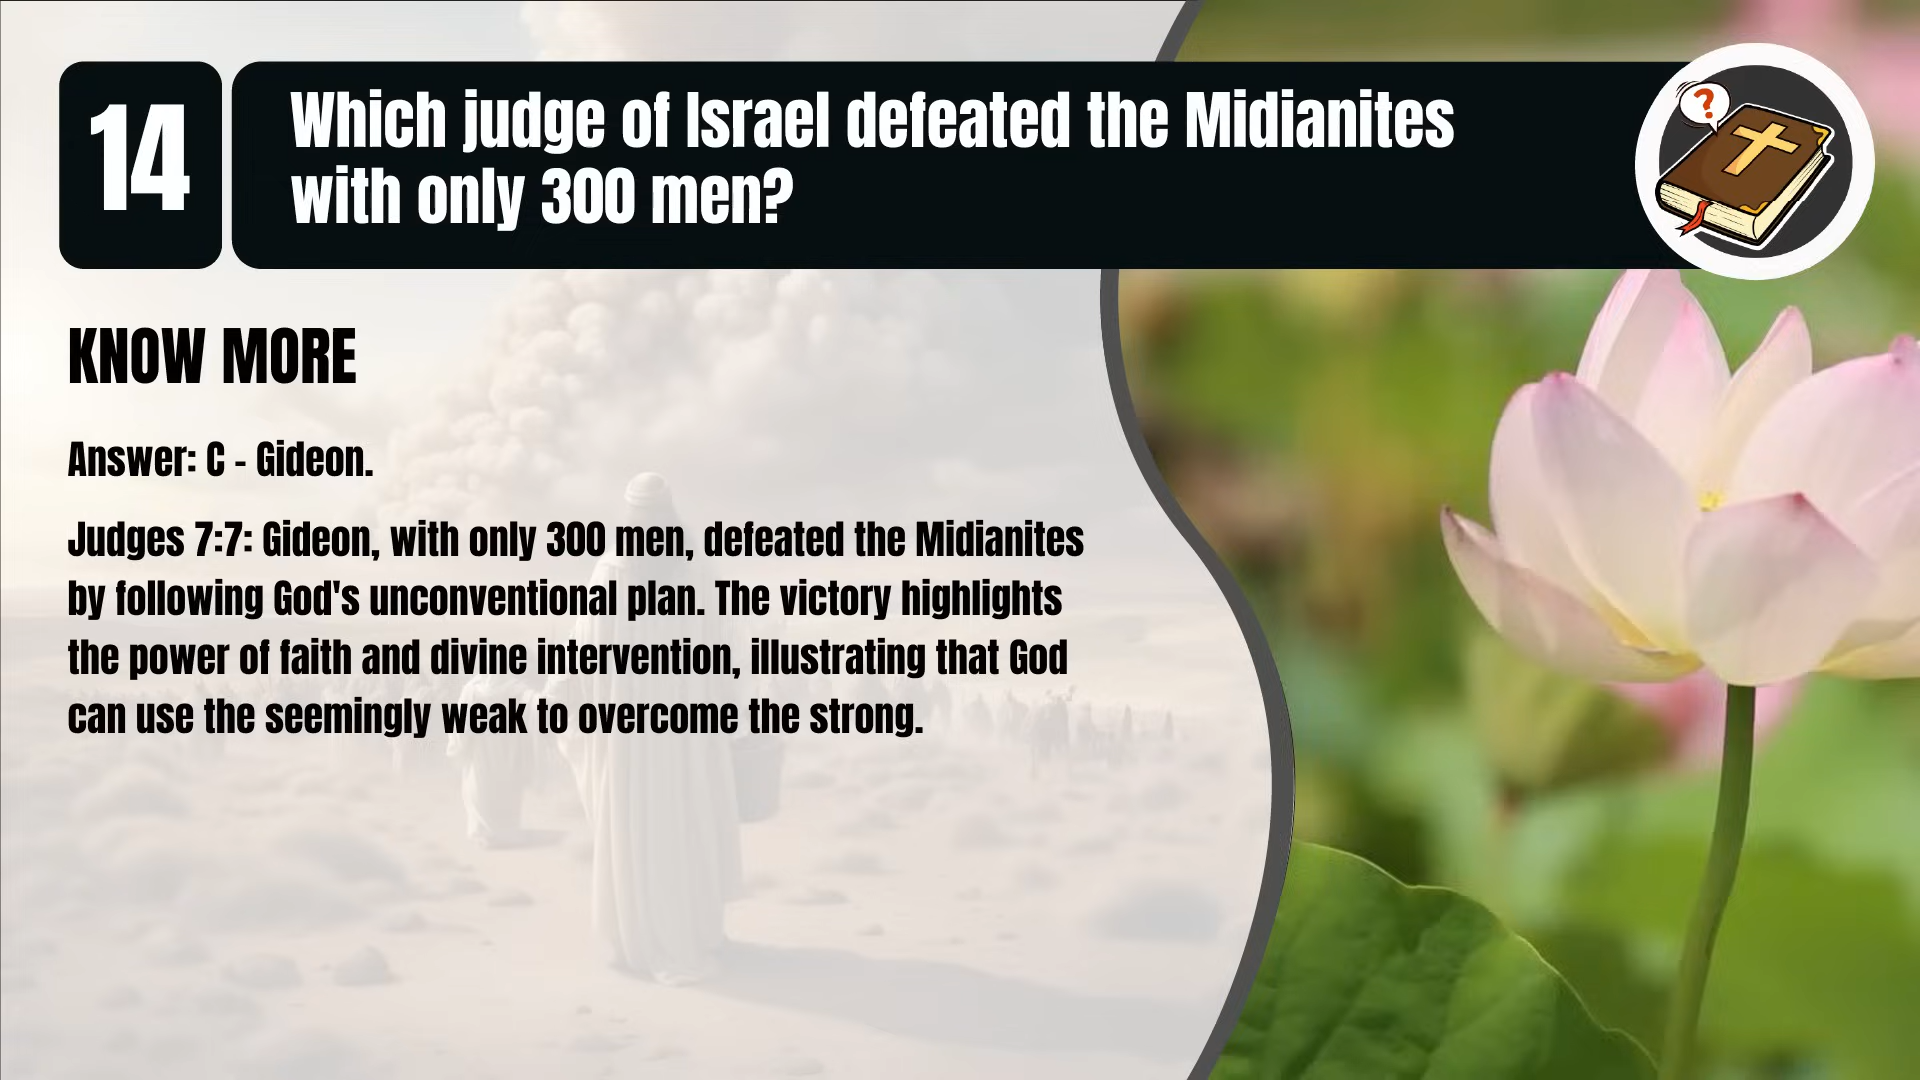 14
Which judge of Israel defeated the Midianites
with only 300 men?
?
KNOW MORE
Answer: C - Gideon.
Judges 7:7: Gideon, with only 300 men, defeated the Midianites
by following God's unconventional plan. The victory highlights
the power of faith and divine intervention, illustrating that God
can use the seemingly weak to overcome the strong.